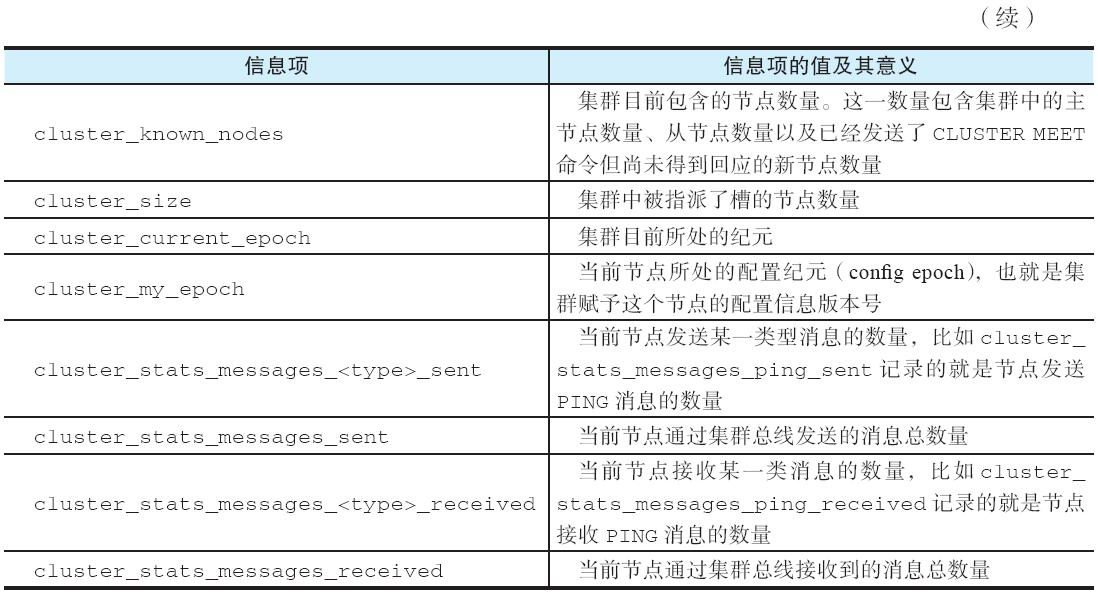 （续）
信息项
信息项的值及其意义
cluster_known_nodes
集群目前包含的节点数量。这一数量包含集群中的主
节点数量、从节点数量以及已经发送了 CLUSTER MEET
命令但尚未得到回应的新节点数量
cluster_size
集群中被指派了槽的节点数量
cluster_current_epoch
集群目前所处的纪元
cluster_my_epoch
当前节点所处的配置纪元（config epoch），也就是集
群赋予这个节点的配置信息版本号
cluster_stats_messages_<type>_sent
当前节点发送某一类型消息的数量，比如 cluster_
stats_messages_ping_sent 记录的就是节点发送
PING 消息的数量
cluster_stats_messages_sent
当前节点通过集群总线发送的消息总数量
cluster_stats_messages_<type>_received
当前节点接收某一类消息的数量，比如 cluster_
stats_messages_ping_received 记录的就是节点
接收 PING 消息的数量
cluster_stats_messages_received
当前节点通过集群总线接收到的消息总数量